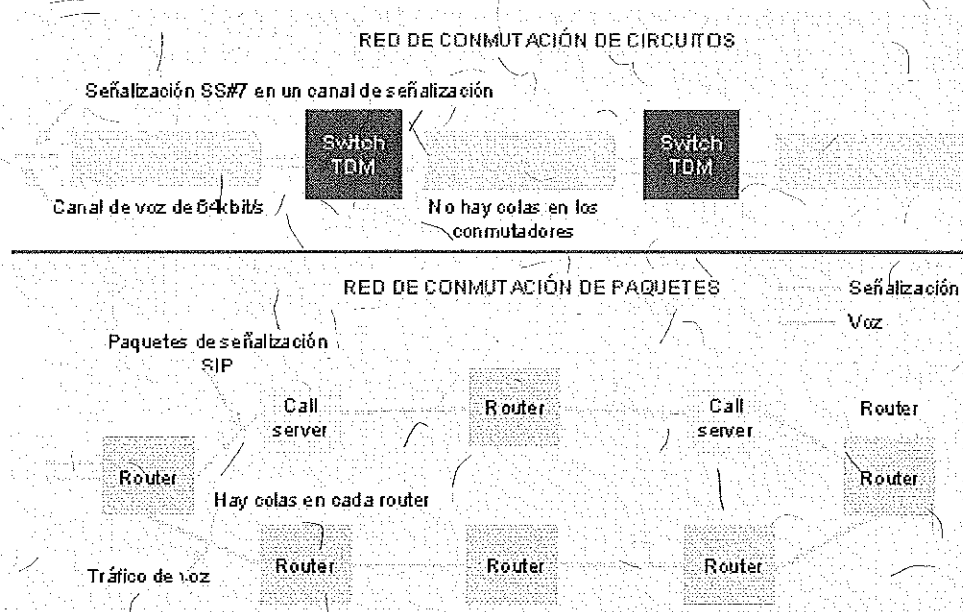 RED DE CONMUTACIÓN DE CIRCUITOS
Señalización SS#7 en un canal de señalización
Switch
TDM
Switch
TDM
Canal de voz de 64kbit/s
No hay colas en los
conmutadores
RED DE CONMUTACIÓN DE PAQUETES
Señalización
Voz
Paquetes de señalización
SIP
Call
server
Router
Call
server
Router
Router
Router
Hay colas en cada router
Router
Router
Router
Tráfico de voz